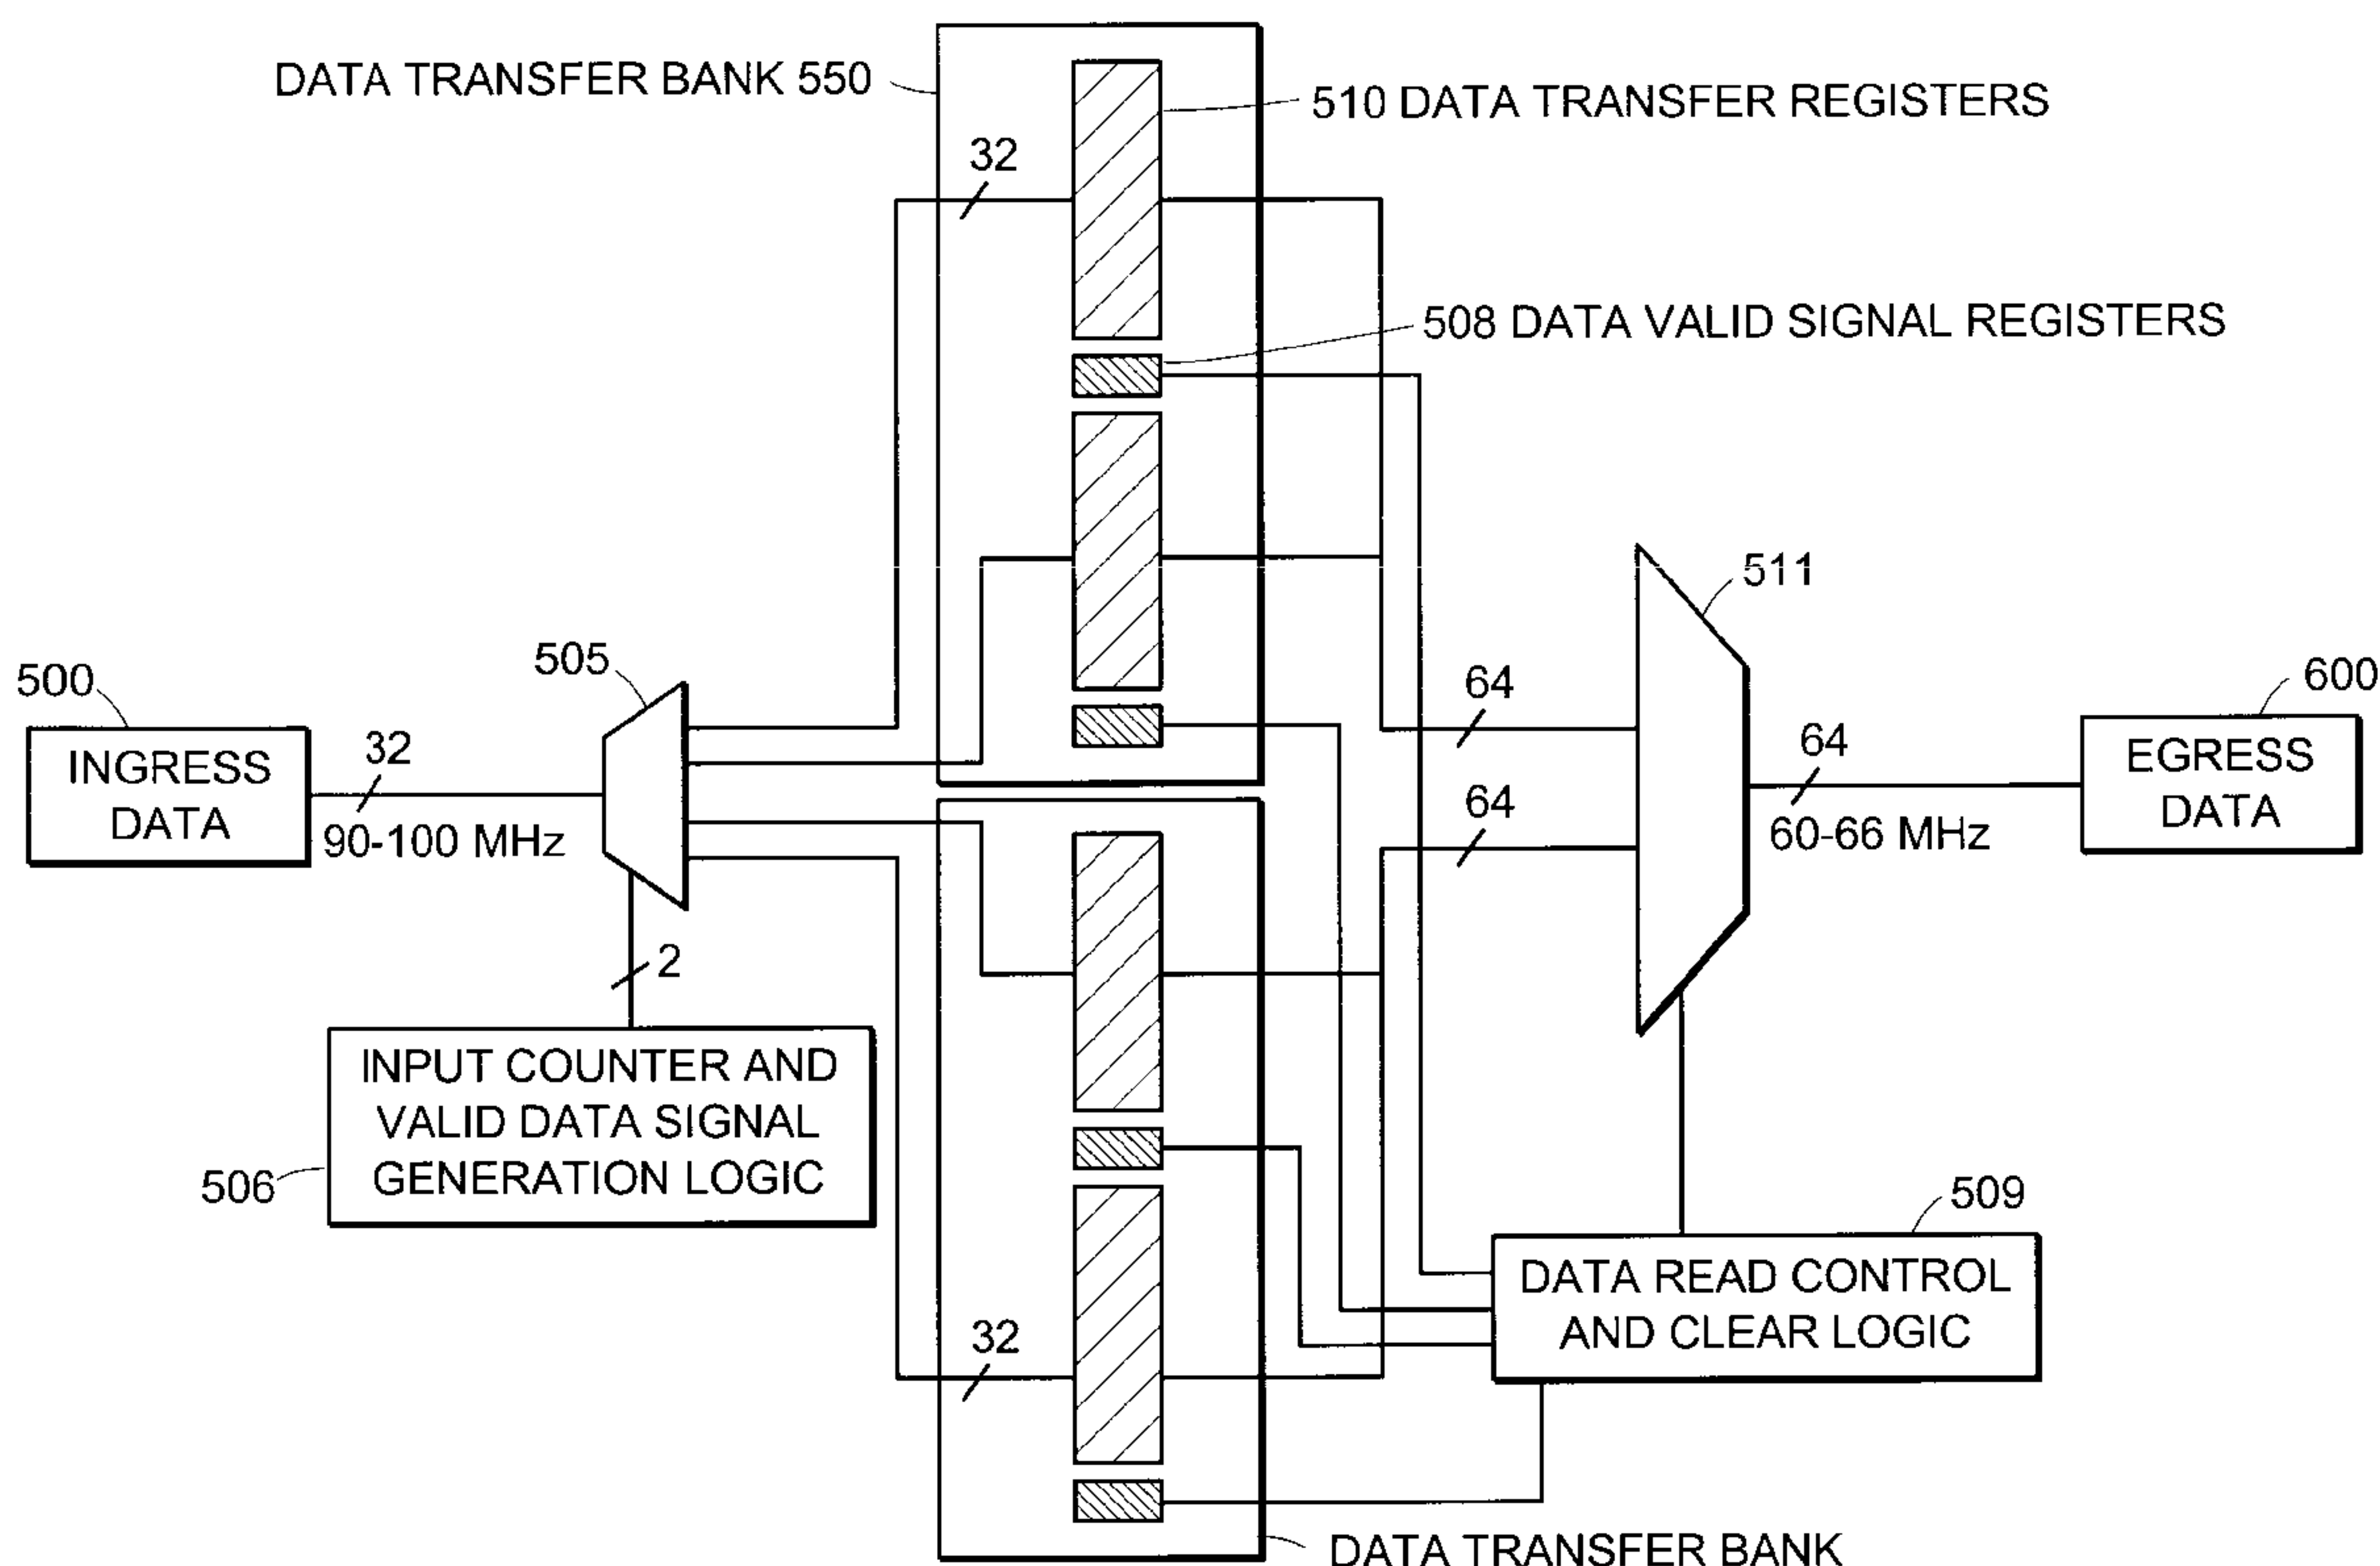 DATA TRANSFER BANK 550
510 DATA TRANSFER REGISTERS
32
508 DATA VALID SIGNAL REGISTERS
511
505
500
64
600
INGRESS
DATA
32
90-100 MHz
64
EGRESS
DATA
60-66 MHz
64
2
INPUT COUNTER AND
VALID DATA SIGNAL
GENERATION LOGIC
506
509
DATA READ CONTROL
AND CLEAR LOGIC
32
DATA TRANSFER BANK